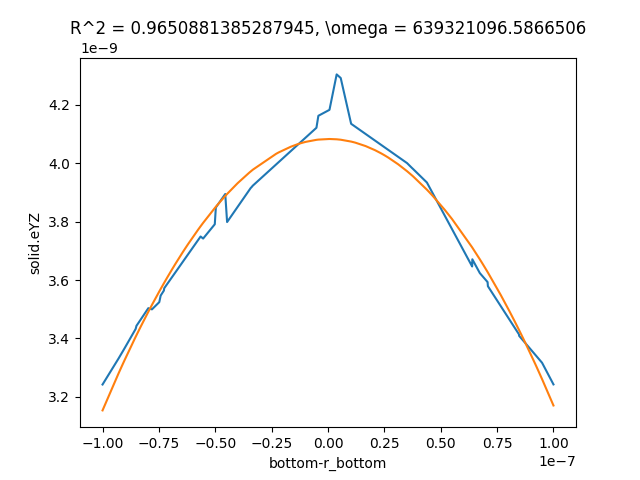 R^2 = 0.9650881385287945, \omega = 639321096.5866506
1e−9
4.2
4.0
3.8
3.6
3.4
3.2
solid.eYZ
−1.00 −0.75 −0.50 −0.25 0.00 0.25 0.50 0.75 1.00
1e−7
bottom-r_bottom